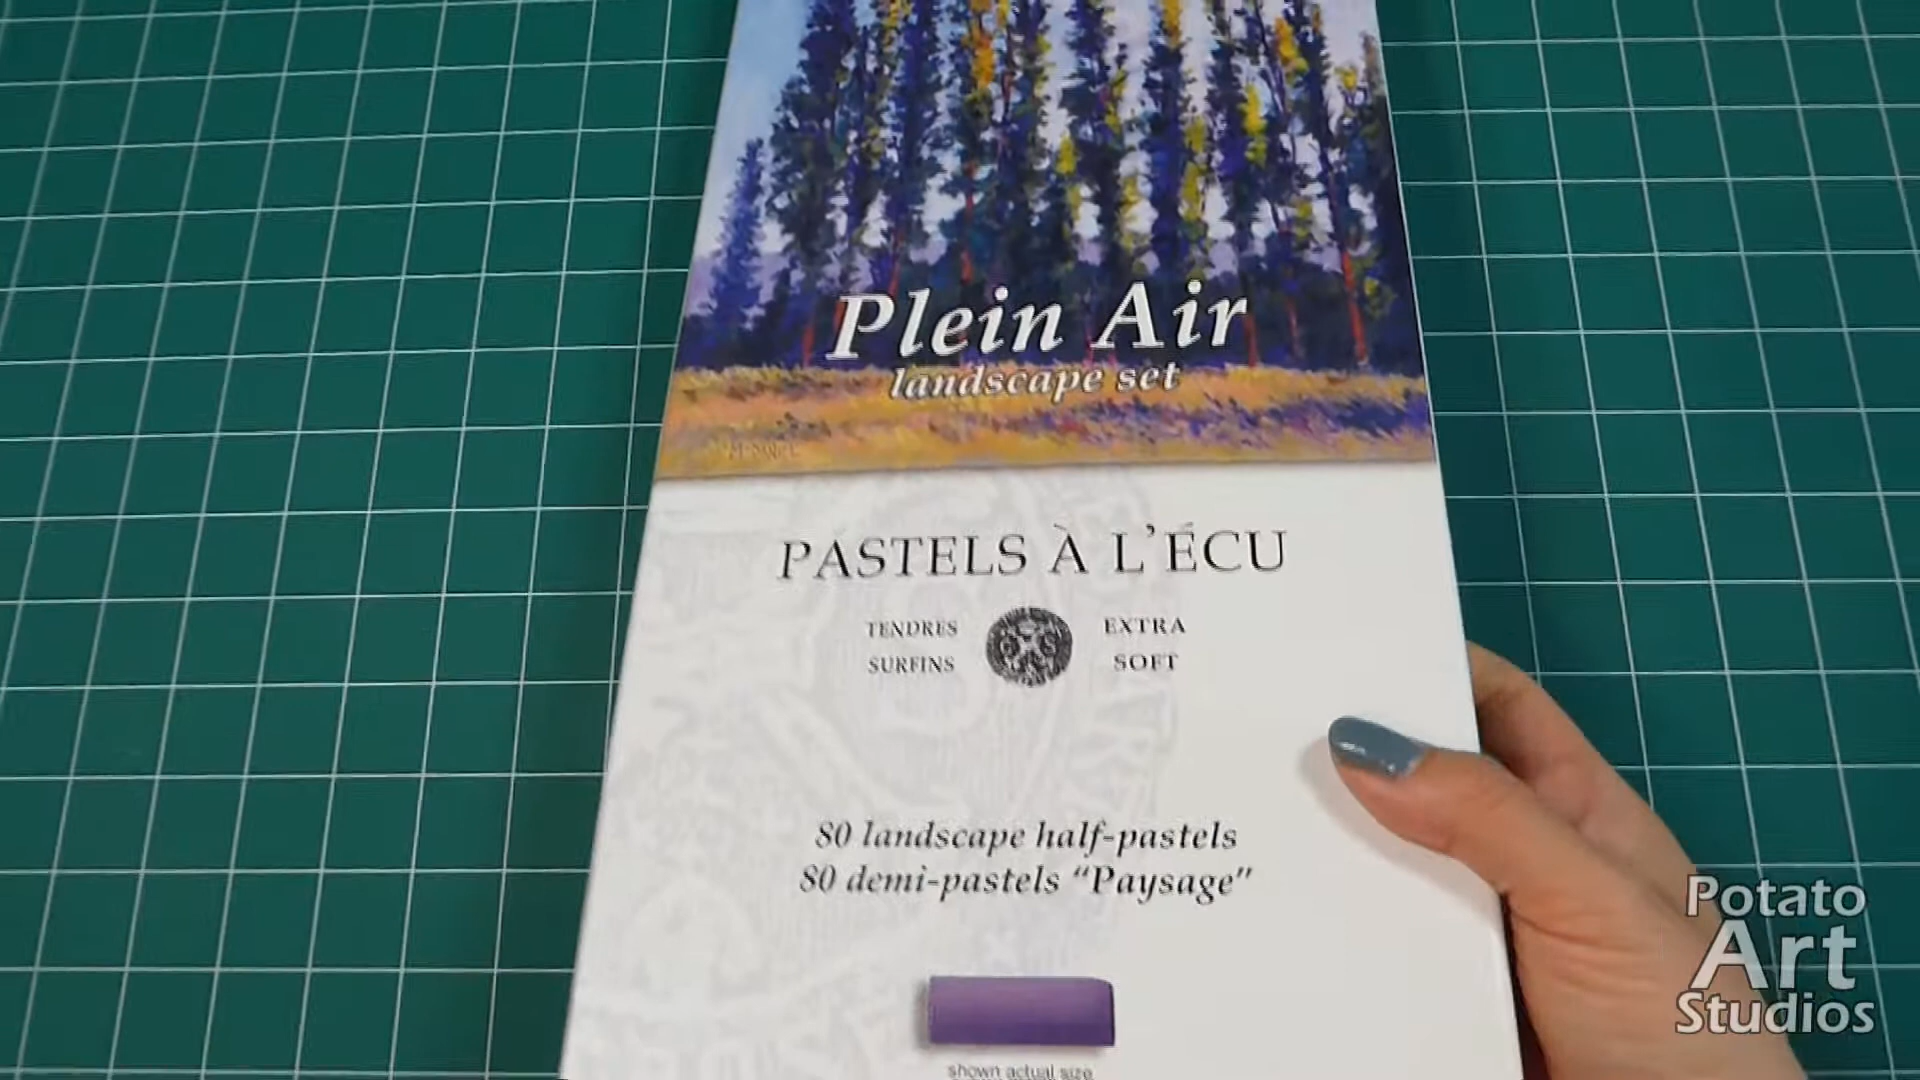 Plein Air
landscape set
PASTELS À L'ÉCU
TENDRES
SURFINS
EXTRA
SOFT
80 landscape half-pastels
80 demi-pastels “Paysage”
shown actual size
Potato
Art
Studios